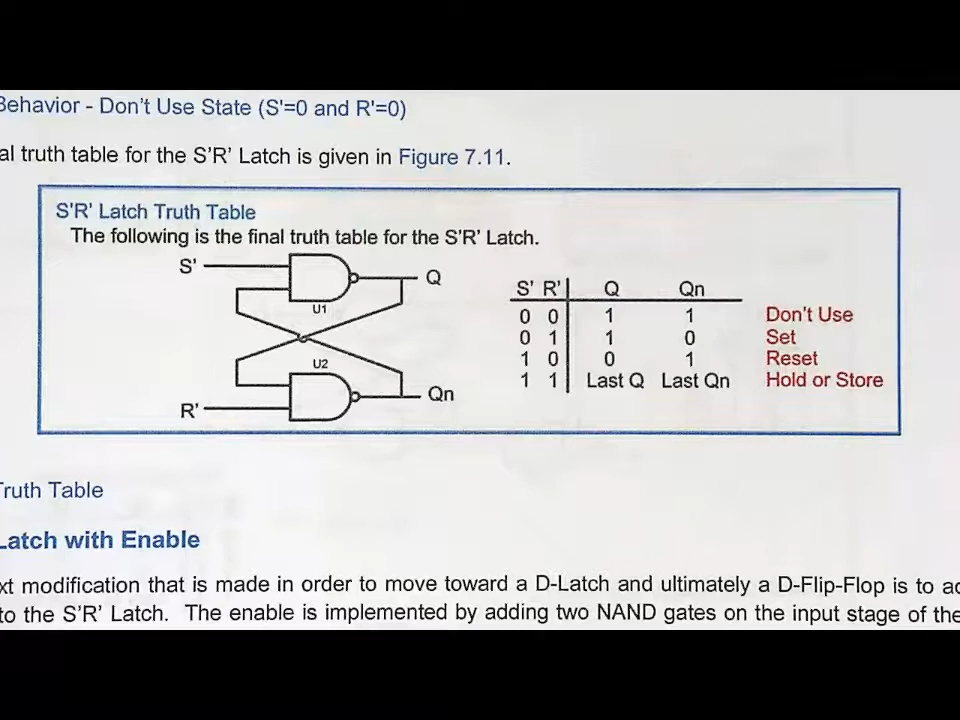 Behavior - Don't Use State (S'=0 and R'=0)
al truth table for the S'R' Latch is given in Figure 7.11.
S'R' Latch Truth Table
The following is the final truth table for the S'R' Latch.
S'
Q
U1
U2
Qn
R'
S' R' Q Qn
0 0 1 1 Don't Use
0 1 1 0 Set
1 0 0 1 Reset
1 1 Last Q Last Qn Hold or Store
Truth Table
Latch with Enable
xt modification that is made in order to move toward a D-Latch and ultimately a D-Flip-Flop is to
to the S'R' Latch. The enable is implemented by adding two NAND gates on the input stage of the